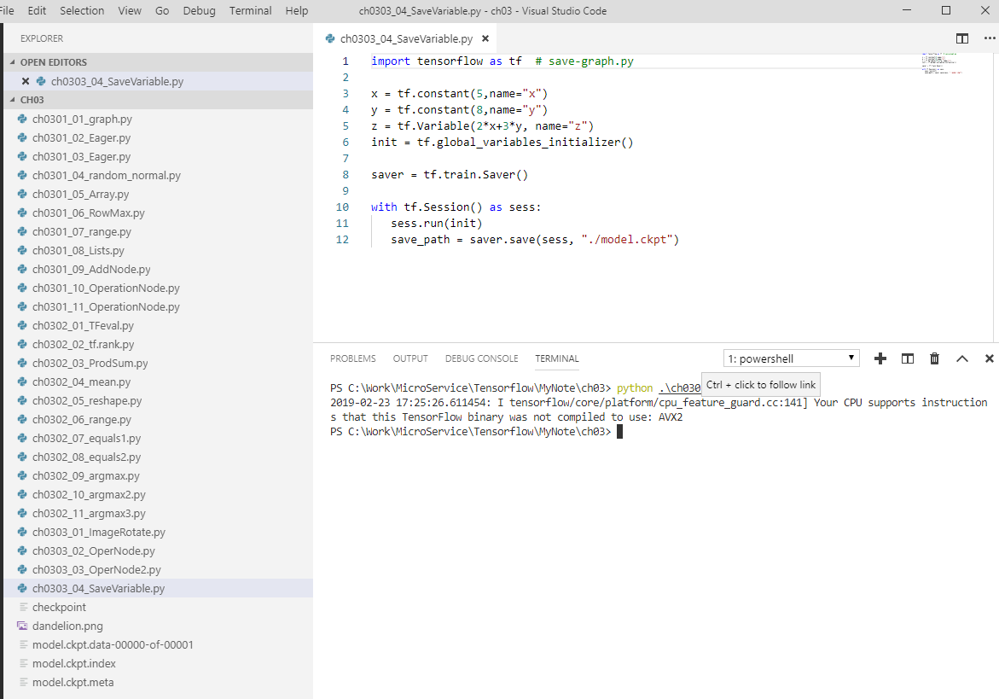 File Edit Selection View Go Debug Terminal Help
ch0303_04_SaveVariable.py - ch03 - Visual Studio Code
EXPLORER
OPEN EDITORS
ch0303_04_SaveVariable.py
CH03
ch0301_01_graph.py
ch0301_02_Eager.py
ch0301_03_Eager.py
ch0301_04_random_normal.py
ch0301_05_Array.py
ch0301_06_RowMax.py
ch0301_07_range.py
ch0301_08_Lists.py
ch0301_09_AddNode.py
ch0301_10_OperationNode.py
ch0301_11_OperationNode.py
ch0302_01_TFeval.py
ch0302_02_tf.rank.py
ch0302_03_ProdSum.py
ch0302_04_mean.py
ch0302_05_reshape.py
ch0302_06_range.py
ch0302_07_equals1.py
ch0302_08_equals2.py
ch0302_09_argmax.py
ch0302_10_argmax2.py
ch0302_11_argmax3.py
ch0303_01_ImageRotate.py
ch0303_02_OperNode.py
ch0303_03_OperNode2.py
ch0303_04_SaveVariable.py
checkpoint
dandelion.png
model.ckpt.data-00000-of-00001
model.ckpt.index
model.ckpt.meta
ch0303_04_SaveVariable.py
1 import tensorflow as tf  # save-graph.py
2
3 x = tf.constant(5,name="x")
4 y = tf.constant(8,name="y")
5 z = tf.Variable(2*x+3*y, name="z")
6 init = tf.global_variables_initializer()
7
8 saver = tf.train.Saver()
9
10 with tf.Session() as sess:
11    sess.run(init)
12    save_path = saver.save(sess, "./model.ckpt")
PROBLEMS OUTPUT DEBUG CONSOLE TERMINAL
1: powershell
Ctrl + click to follow link
PS C:\Work\MicroService\Tensorflow\MyNote\ch03> python .\ch030
2019-02-23 17:25:26.611454: I tensorflow/core/platform/cpu_feature_guard.cc:141] Your CPU supports instruction
s that this TensorFlow binary was not compiled to use: AVX2
PS C:\Work\MicroService\Tensorflow\MyNote\ch03>